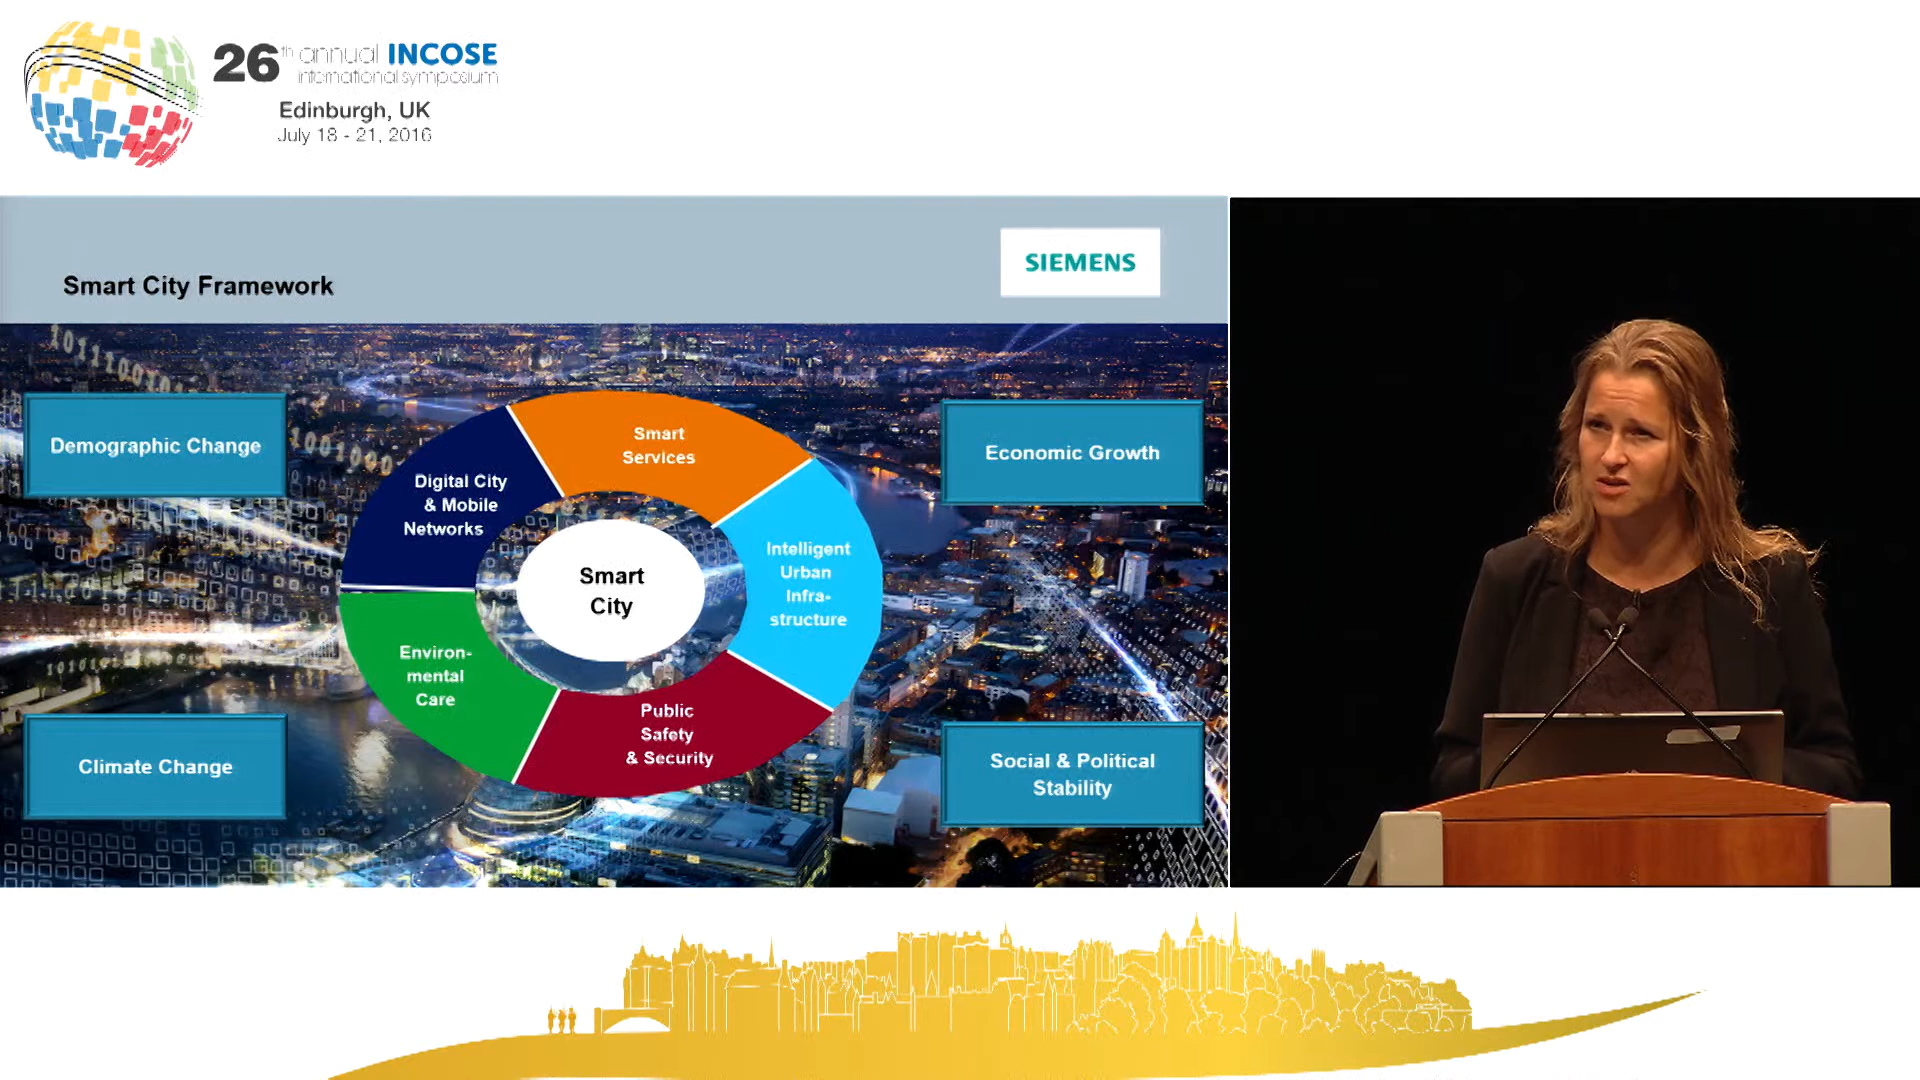 26th annual INCOSE
international symposium
Edinburgh, UK
July 18 - 21, 2016
Smart City Framework
SIEMENS
Demographic Change
Economic Growth
Climate Change
Social & Political
Stability
Smart
Services
Digital City
& Mobile
Networks
Intelligent
Urban
Infra-
structure
Smart
City
Environ-
mental
Care
Public
Safety
& Security